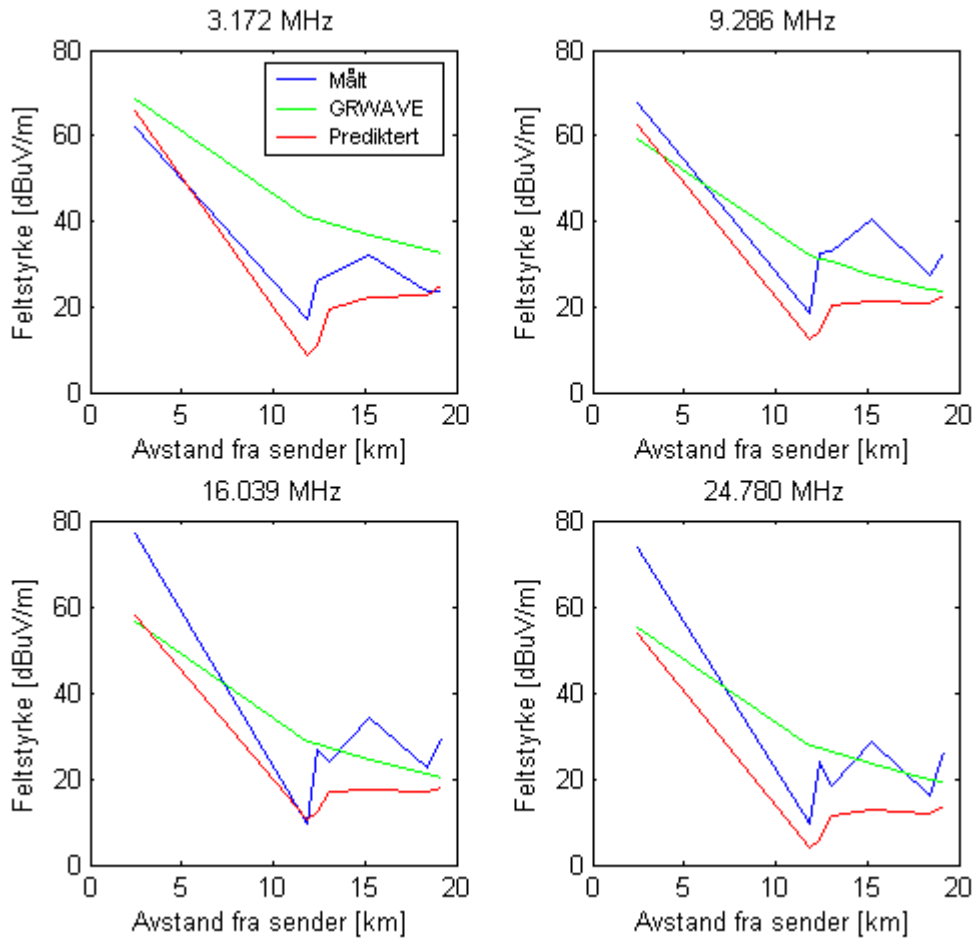 3.172 MHz
Feltstyrke [dBuV/m]
80
60
40
20
0
Målt
GRWAVE
Prediktert
0 5 10 15 20
Avstand fra sender [km]
9.286 MHz
Feltstyrke [dBuV/m]
80
60
40
20
0
0 5 10 15 20
Avstand fra sender [km]
16.039 MHz
Feltstyrke [dBuV/m]
80
60
40
20
0
0 5 10 15 20
Avstand fra sender [km]
24.780 MHz
Feltstyrke [dBuV/m]
80
60
40
20
0
0 5 10 15 20
Avstand fra sender [km]